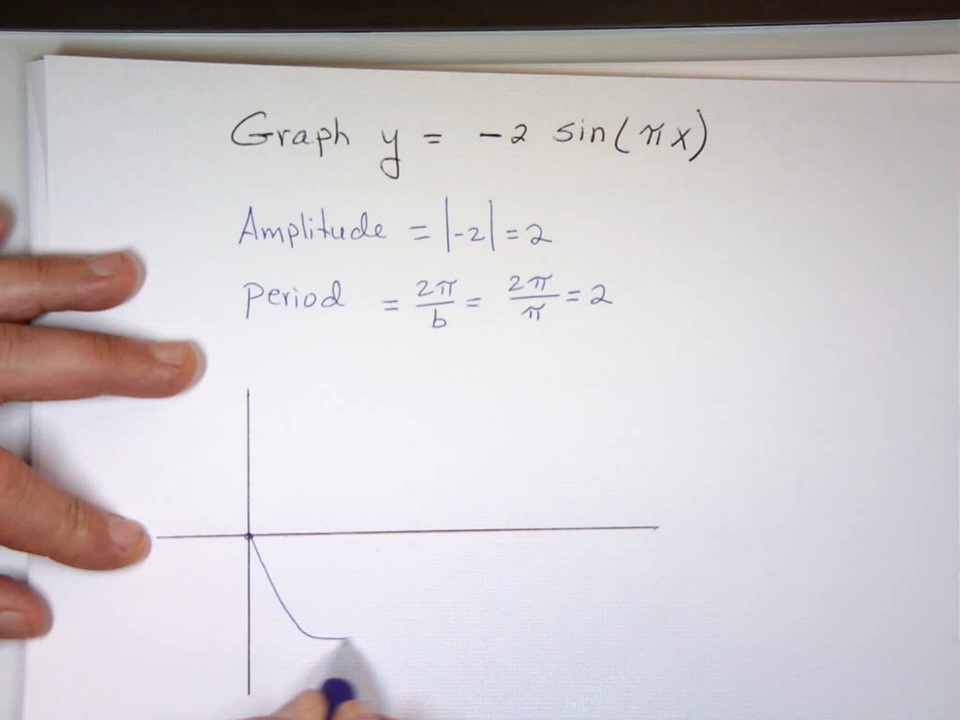 Graph y = -2 sin(πx)
Amplitude = |-2| = 2
period = 2π/b = 2π/π = 2